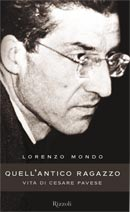 LORENZO MONDO
QUELL'ANTICO RAGAZZO
VITA DI CESARE PAVESE
Rizzoli